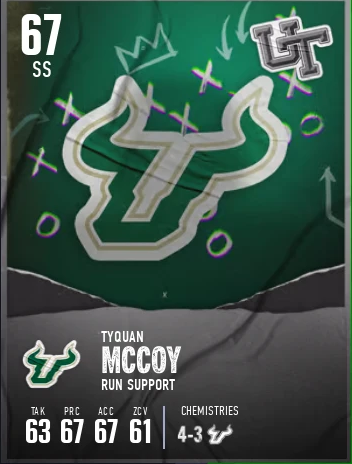 67
SS
UT
TYQUAN
MCCOY
RUN SUPPORT
TAK PRC ACC ZCV CHEMISTRIES
63 67 67 61 4-3